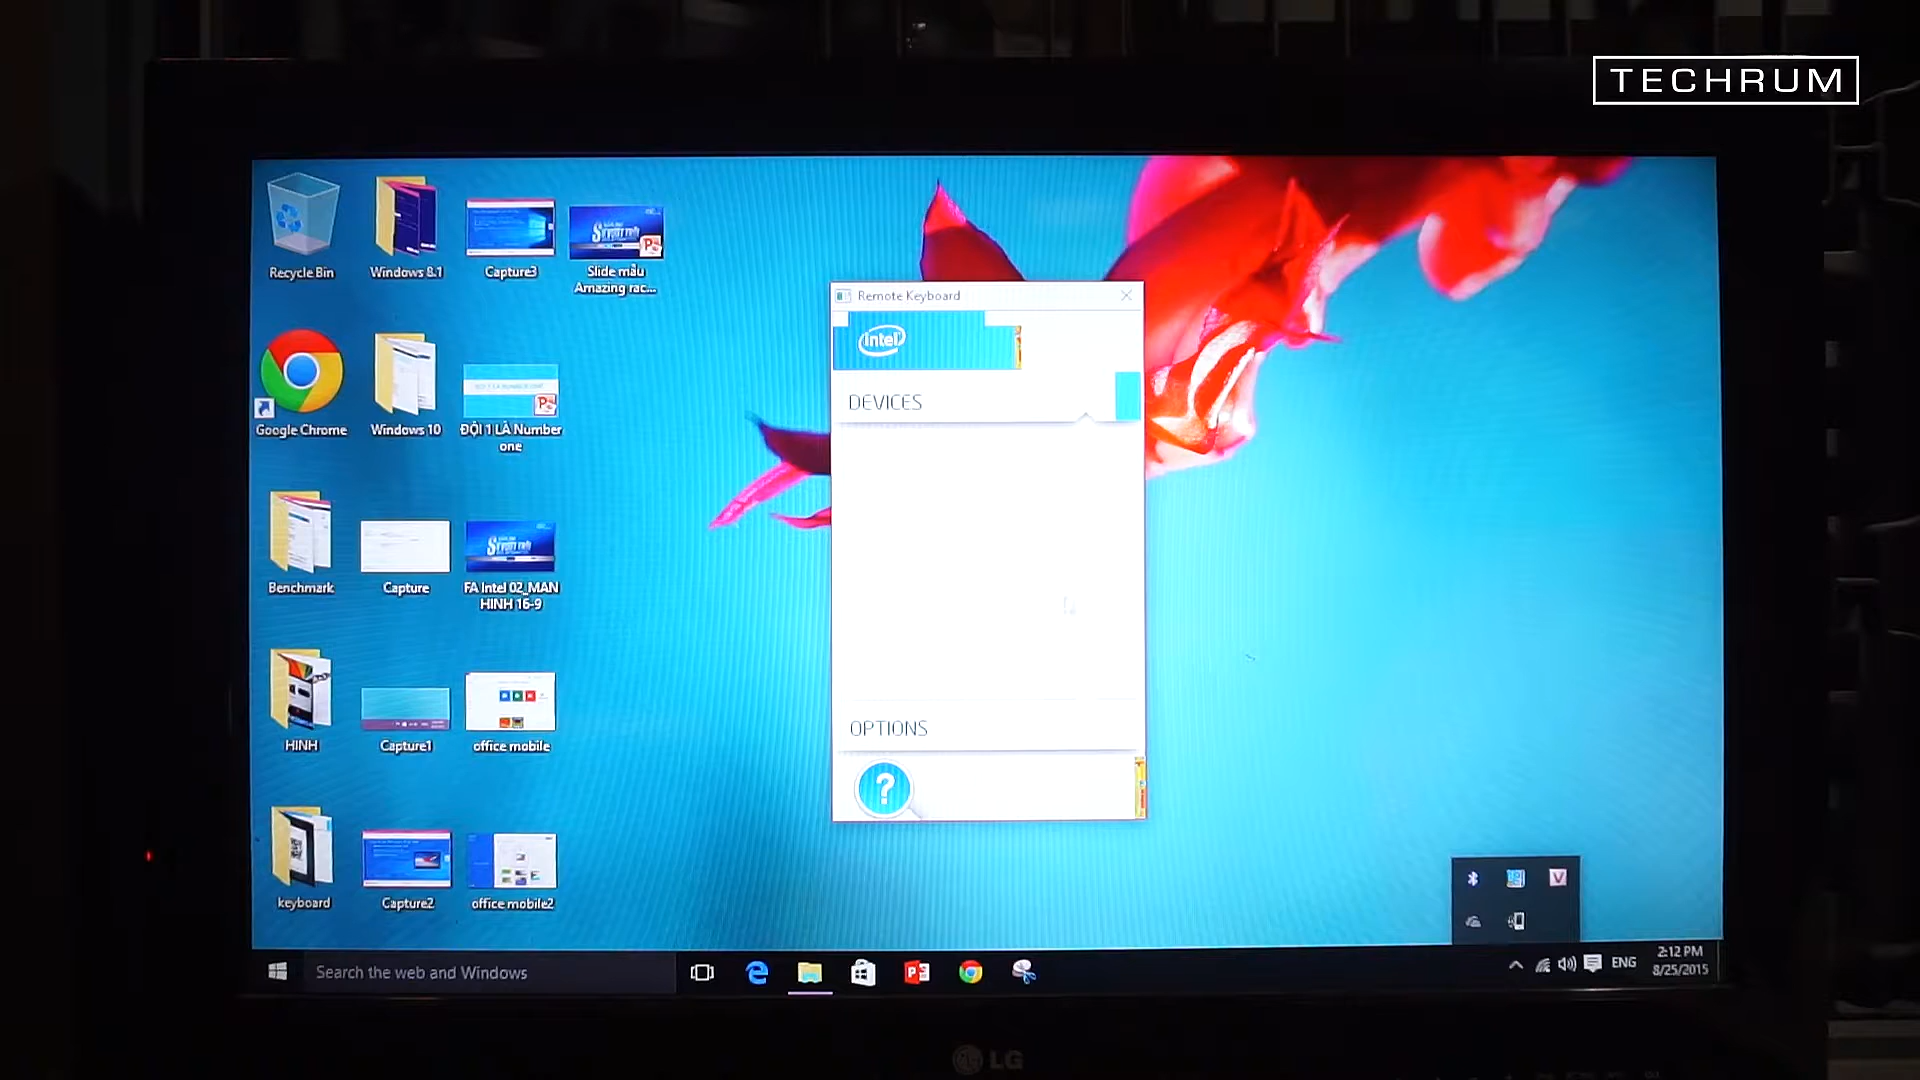 TECHRUM
Recycle Bin
Windows 8.1
Capture3
Slide mẫu
Amazing rac...
Remote Keyboard
intel
DEVICES
Google Chrome
Windows 10
ĐỘI 1 LÀ Number
one
Benchmark
Capture
FA Intel 02_MAN
HINH 16-9
HINH
Capture1
office mobile
OPTIONS
?
keyboard
Capture2
office mobile2
V
Search the web and Windows
ENG
2:12 PM
8/25/2015
LG